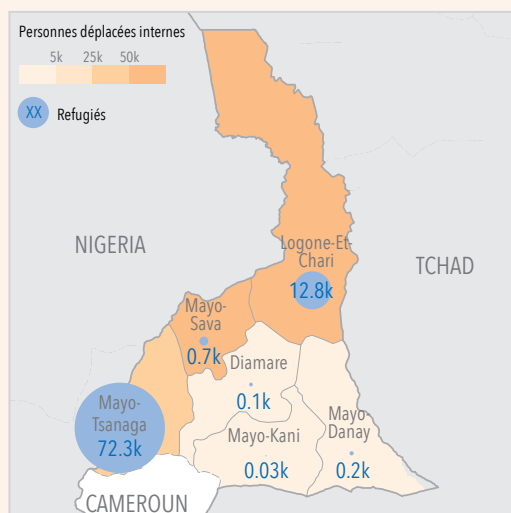 Personnes déplacées internes
5k 25k 50k
XX Refugiés
NIGERIA
TCHAD
Logone-Et-
Chari
12.8k
Mayo-
Sava
0.7k
Diamare
0.1k
Mayo-
Tsanaga
72.3k
Mayo-Kani
0.03k
Mayo-
Danay
0.2k
CAMEROUN